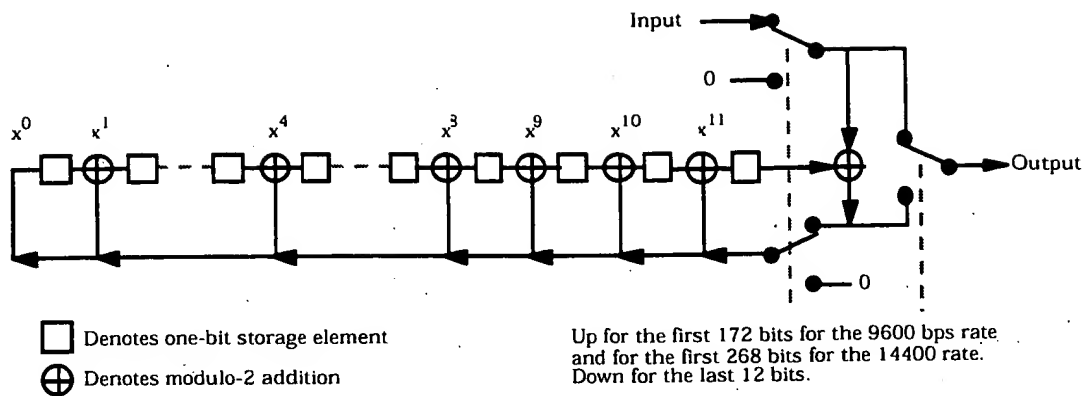 Input
0
x⁰ x¹ x⁴ x⁸ x⁹ x¹⁰ x¹¹
Output
0
Denotes one-bit storage element
Denotes modulo-2 addition
Up for the first 172 bits for the 9600 bps rate
and for the first 268 bits for the 14400 rate.
Down for the last 12 bits.